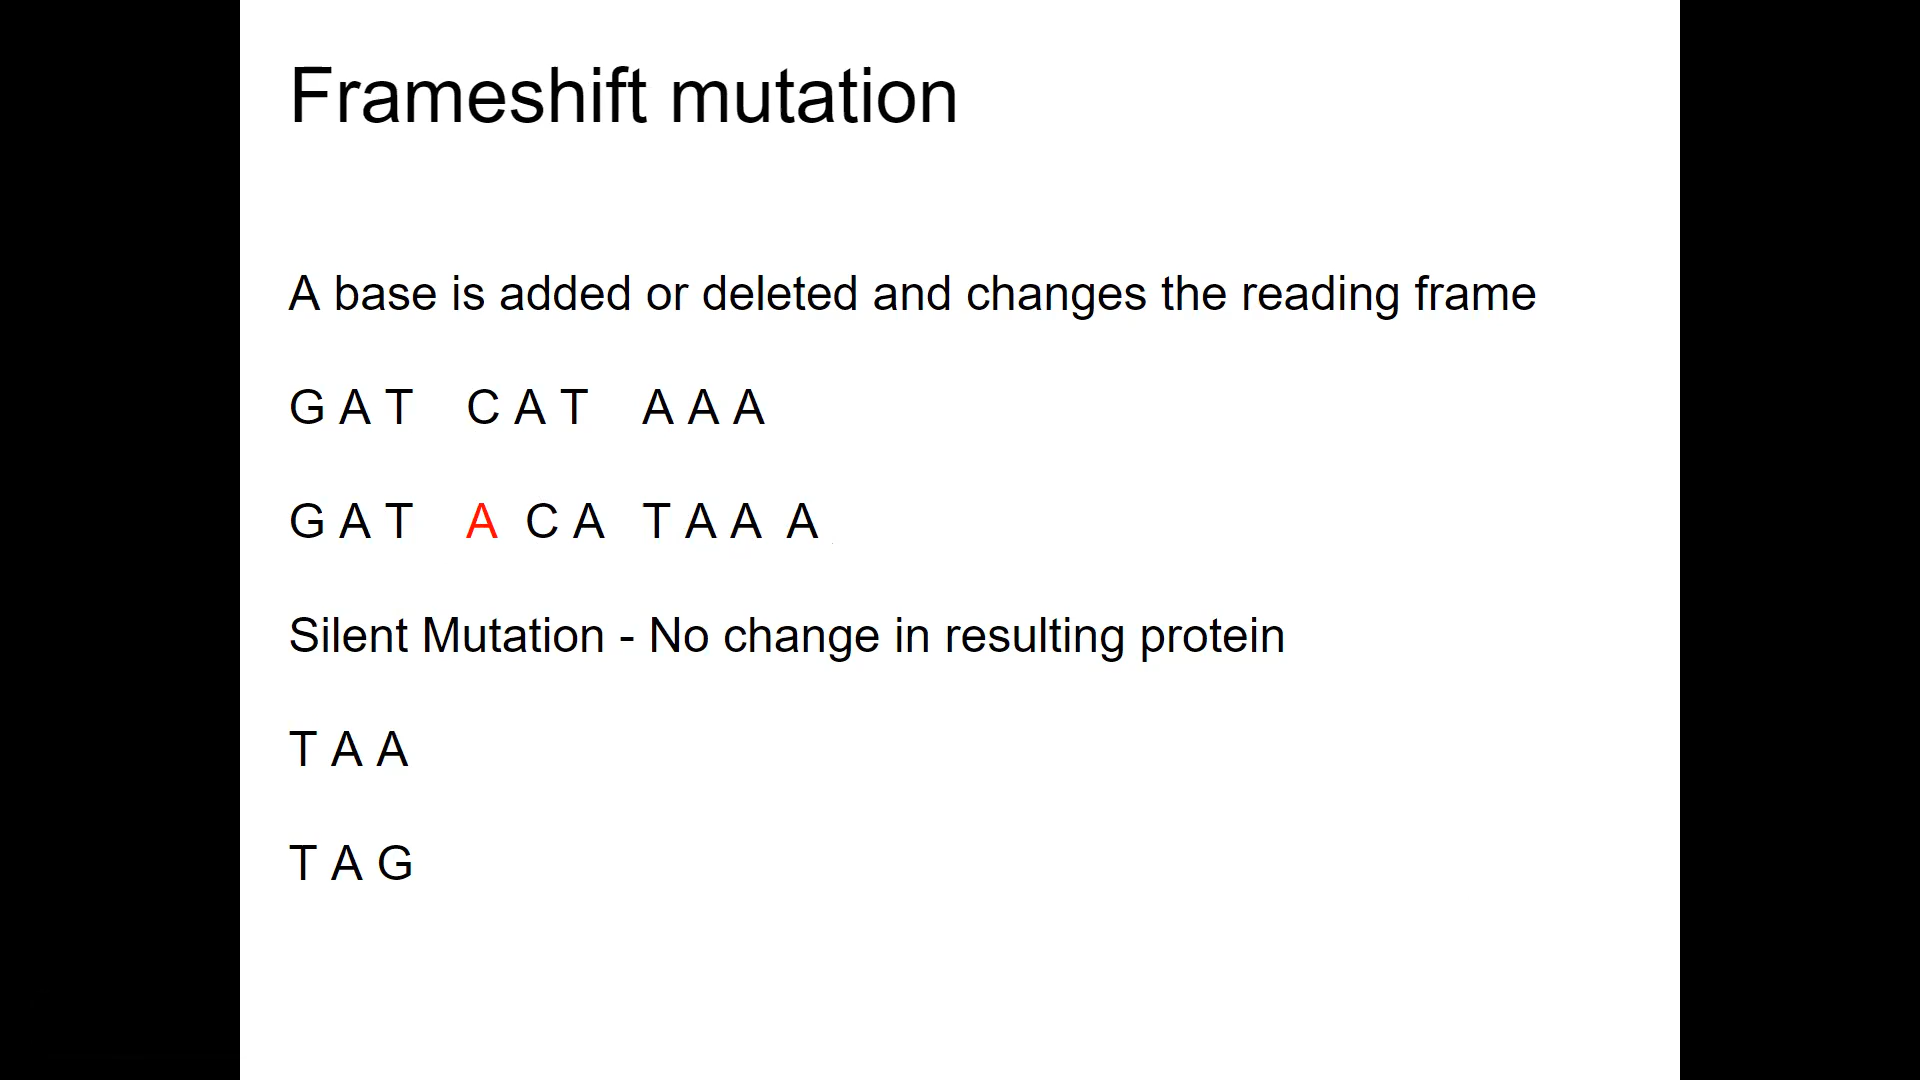 Frameshift mutation
A base is added or deleted and changes the reading frame
G A T   C A T   A A A
G A T   A C A   T A A  A
Silent Mutation - No change in resulting protein
T A A
T A G